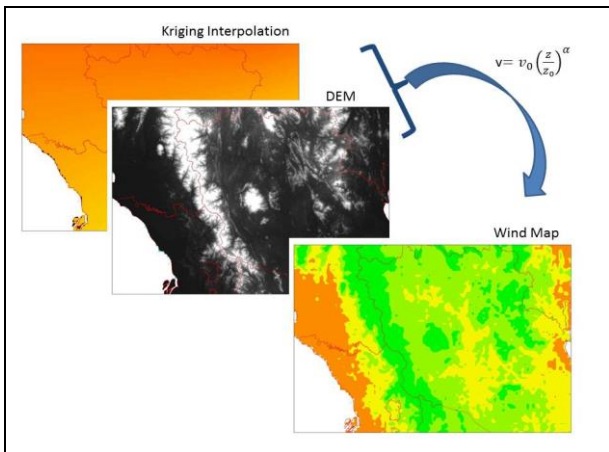 Kriging Interpolation
v= v₀ (z/z₀)^α
DEM
Wind Map